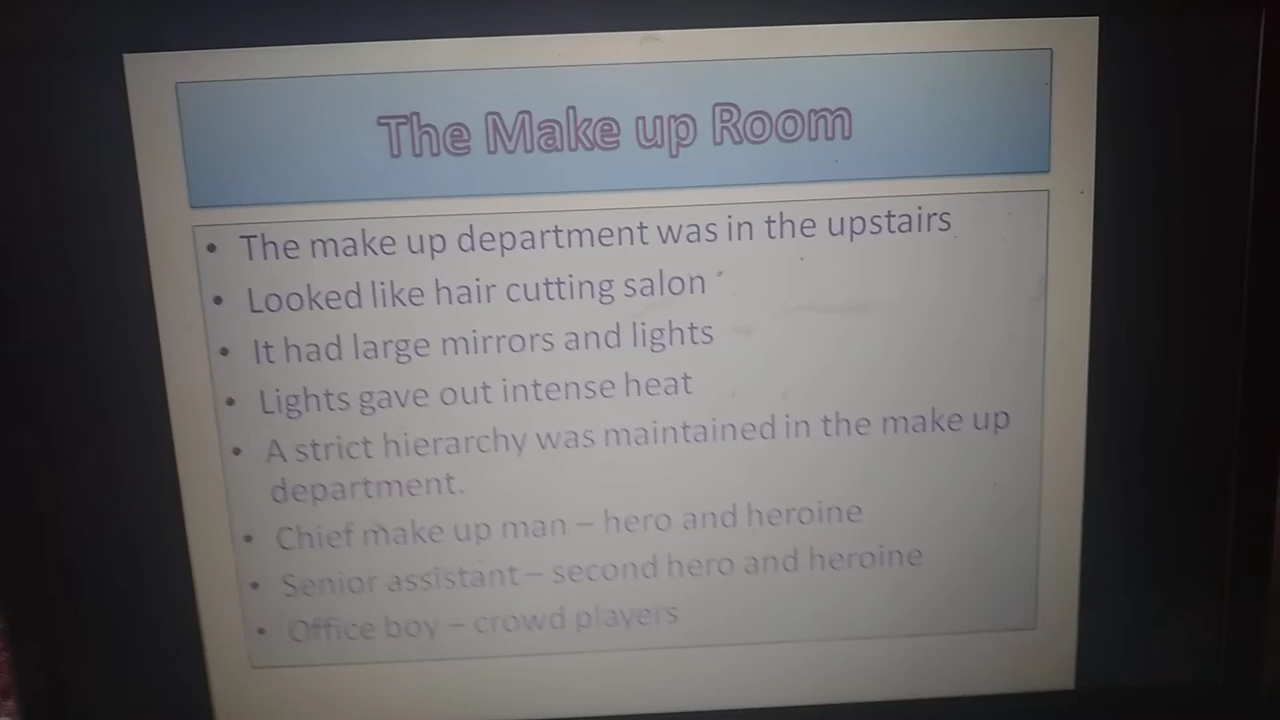 The Make up Room
• The make up department was in the upstairs
• Looked like hair cutting salon
• It had large mirrors and lights
• Lights gave out intense heat
• A strict hierarchy was maintained in the make up
department.
• Chief make up man – hero and heroine
• Senior assistant – second hero and heroine
• Office boy – crowd players